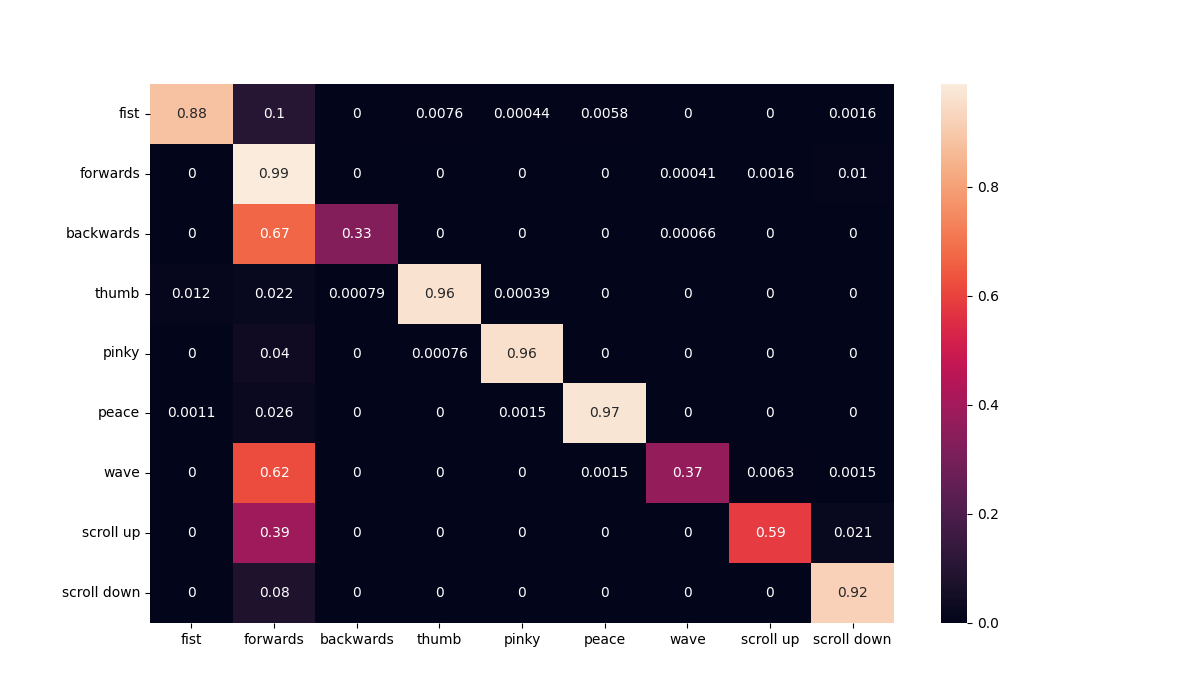 fist 0.88 0.1 0 0.0076 0.00044 0.0058 0 0 0.0016
forwards 0 0.99 0 0 0 0 0.00041 0.0016 0.01
0.8
backwards 0 0.67 0.33 0 0 0 0.00066 0 0
thumb 0.012 0.022 0.00079 0.96 0.00039 0 0 0 0
0.6
pinky 0 0.04 0 0.00076 0.96 0 0 0 0
0.4
peace 0.0011 0.026 0 0 0.0015 0.97 0 0 0
wave 0 0.62 0 0 0 0.0015 0.37 0.0063 0.0015
0.2
scroll up 0 0.39 0 0 0 0 0 0.59 0.021
scroll down 0 0.08 0 0 0 0 0 0 0.92
0.0
fist forwards backwards thumb pinky peace wave scroll up scroll down